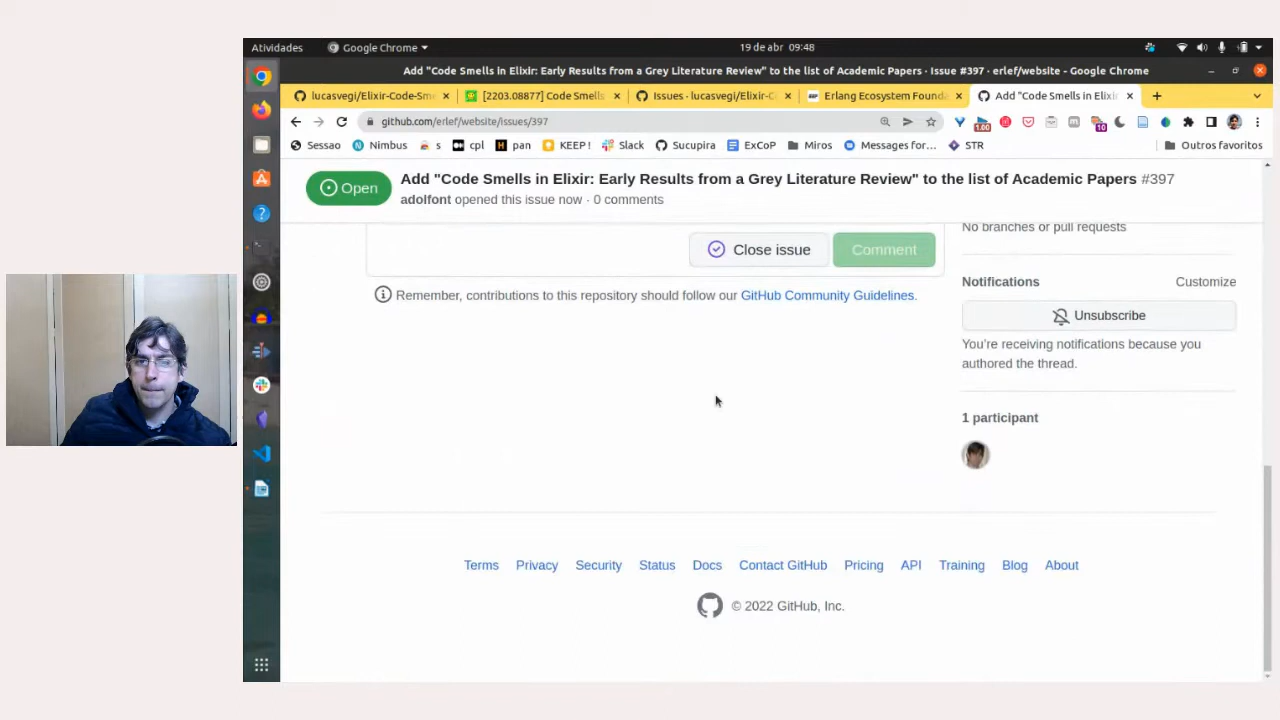 Atividades
Google Chrome
19 de abr 09:48
Add "Code Smells in Elixir: Early Results from a Grey Literature Review" to the list of Academic Papers · Issue #397 · erlef/website - Google Chrome
lucasvegi/Elixir-Code-Sm
[2203.08877] Code Smells
Issues · lucasvegi/Elixir-C
Erlang Ecosystem Founda
Add "Code Smells in Elixi
github.com/erlef/website/issues/397
1.00
10
Sessao
Nimbus
s
cpl
pan
KEEP!
Slack
Sucupira
ExCoP
Miros
Messages for...
STR
Outros favoritos
Open
Add "Code Smells in Elixir: Early Results from a Grey Literature Review" to the list of Academic Papers #397
adolfont opened this issue now · 0 comments
No branches or pull requests
Close issue
Comment
Remember, contributions to this repository should follow our GitHub Community Guidelines.
Notifications
Customize
Unsubscribe
You're receiving notifications because you
authored the thread.
1 participant
Terms
Privacy
Security
Status
Docs
Contact GitHub
Pricing
API
Training
Blog
About
© 2022 GitHub, Inc.